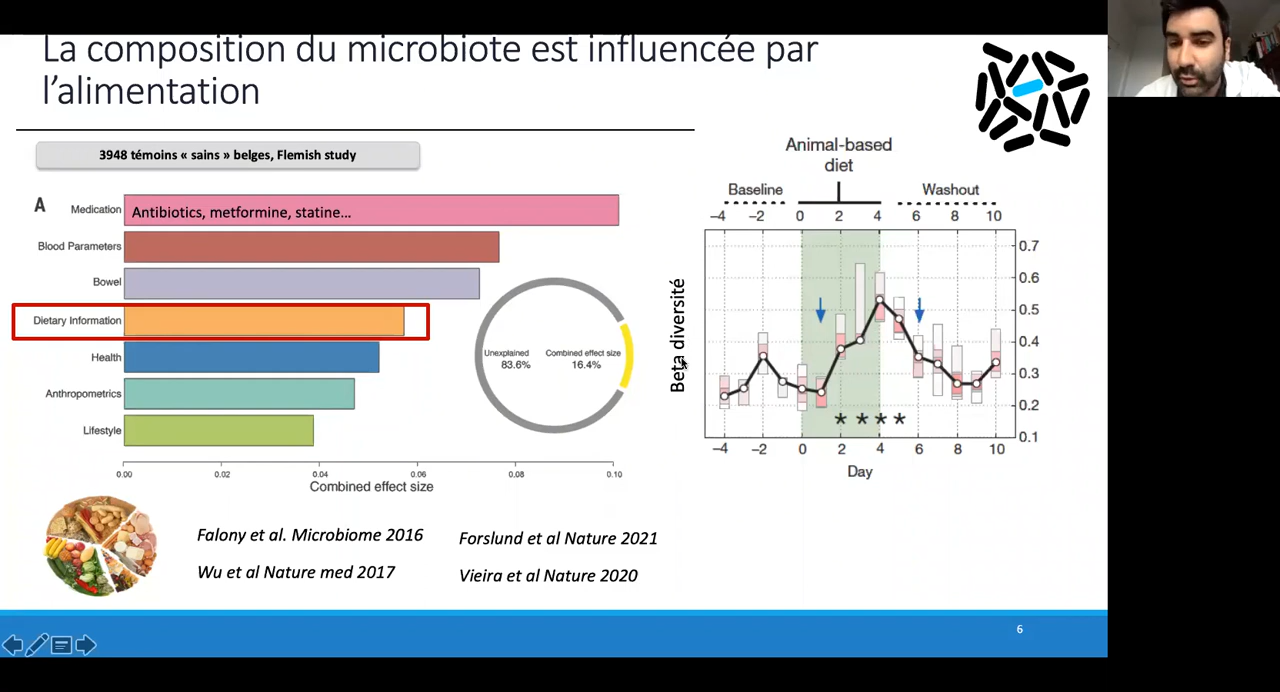 La composition du microbiote est influencée par
l’alimentation
3948 témoins « sains » belges, Flemish study
A
Medication
Antibiotics, metformine, statine...
Blood Parameters
Bowel
Dietary Information
Health
Anthropometrics
Lifestyle
0.00 0.02 0.04 0.06 0.08 0.10
Combined effect size
Unexplained
83.6%
Combined effect size
16.4%
Animal-based
diet
Baseline
Washout
−4 −2 0 2 4 6 8 10
Beta diversité
0.7
0.6
0.5
0.4
0.3
0.2
0.1
* * * *
−4 −2 0 2 4 6 8 10
Day
Falony et al. Microbiome 2016
Wu et al Nature med 2017
Forslund et al Nature 2021
Vieira et al Nature 2020
6